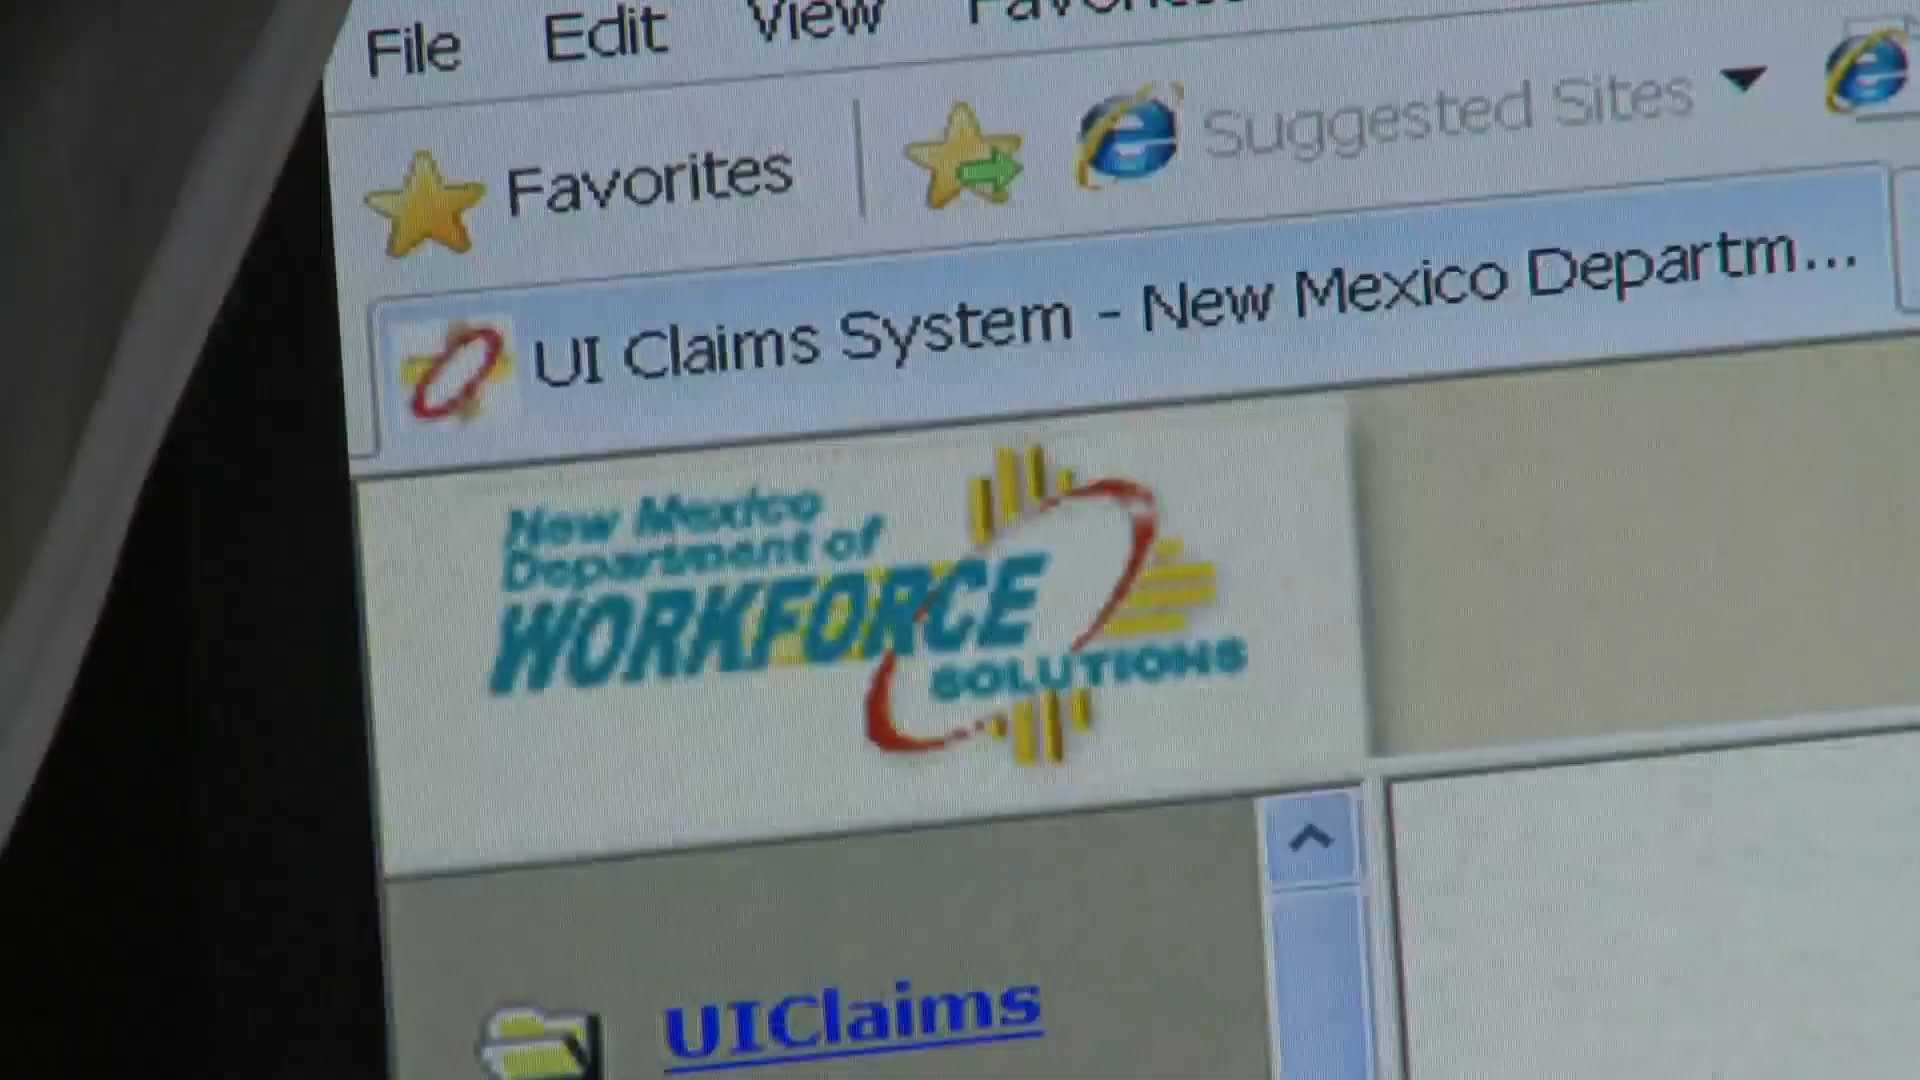 File Edit View Favorites
Favorites Suggested Sites
UI Claims System - New Mexico Departm...
New Mexico
Department of
WORKFORCE
SOLUTIONS
UIClaims